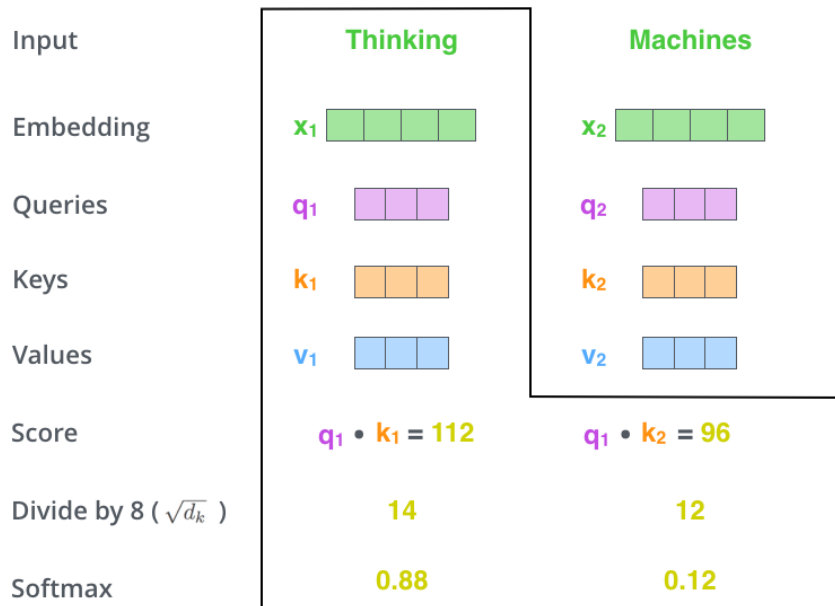 Input Thinking Machines
Embedding x₁ x₂
Queries q₁ q₂
Keys k₁ k₂
Values v₁ v₂
Score q₁ • k₁ = 112 q₁ • k₂ = 96
Divide by 8 ( √dₖ ) 14 12
Softmax 0.88 0.12